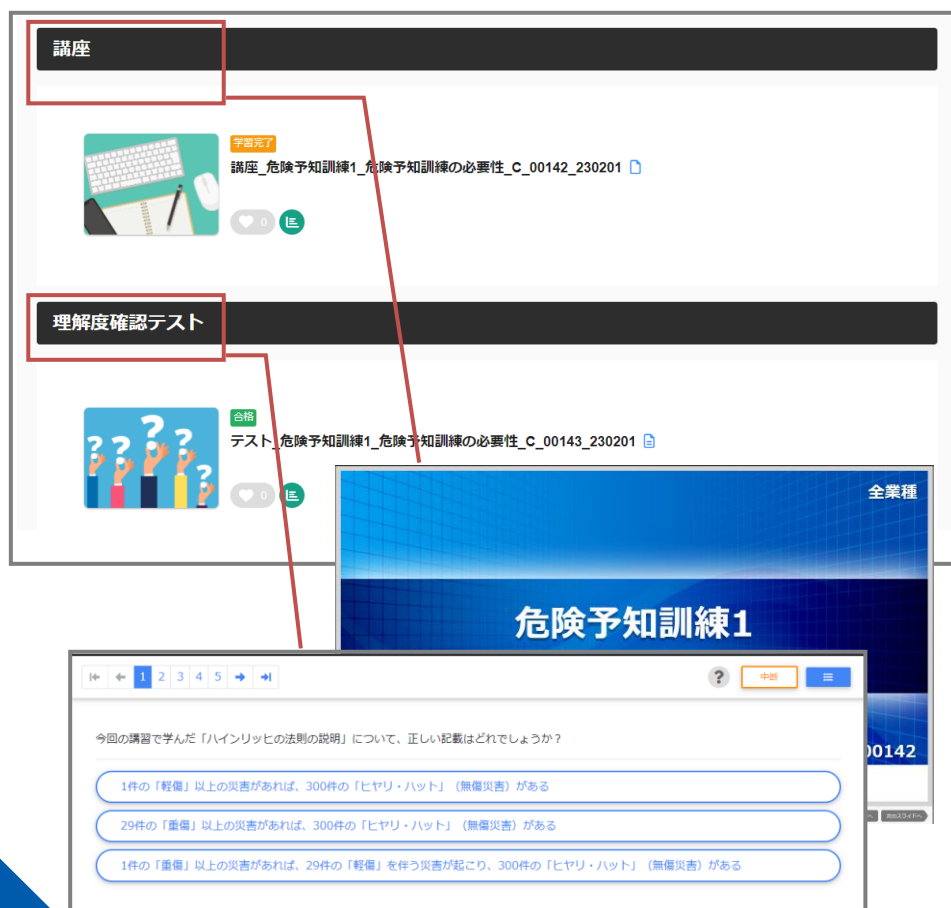 講座
学習完了
講座_危険予知訓練1_危険予知訓練の必要性_C_00142_230201
0
理解度確認テスト
合格
テスト_危険予知訓練1_危険予知訓練の必要性_C_00143_230201
0
全業種
危険予知訓練1
00142
1 2 3 4 5
? 中断
今回の講習で学んだ「ハインリッヒの法則の説明」について、正しい記載はどれでしょうか？
1件の「軽傷」以上の災害があれば、300件の「ヒヤリ・ハット」（無傷災害）がある
29件の「重傷」以上の災害があれば、300件の「ヒヤリ・ハット」（無傷災害）がある
1件の「重傷」以上の災害があれば、29件の「軽傷」を伴う災害が起こり、300件の「ヒヤリ・ハット」（無傷災害）がある